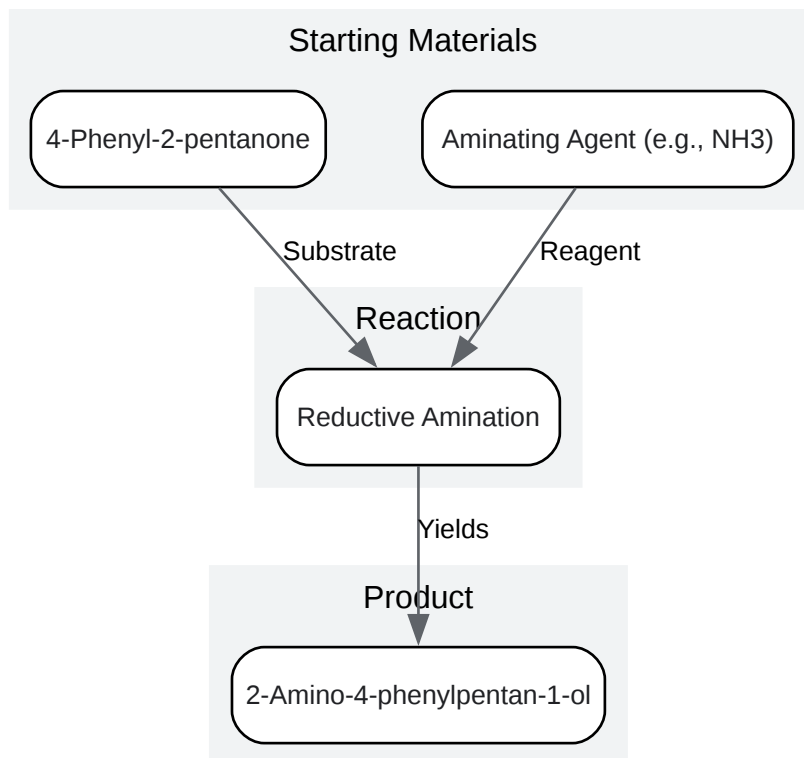 Starting Materials
4-Phenyl-2-pentanone
Aminating Agent (e.g., NH3)
Substrate
Reagent
Reaction
Reductive Amination
Yields
Product
2-Amino-4-phenylpentan-1-ol